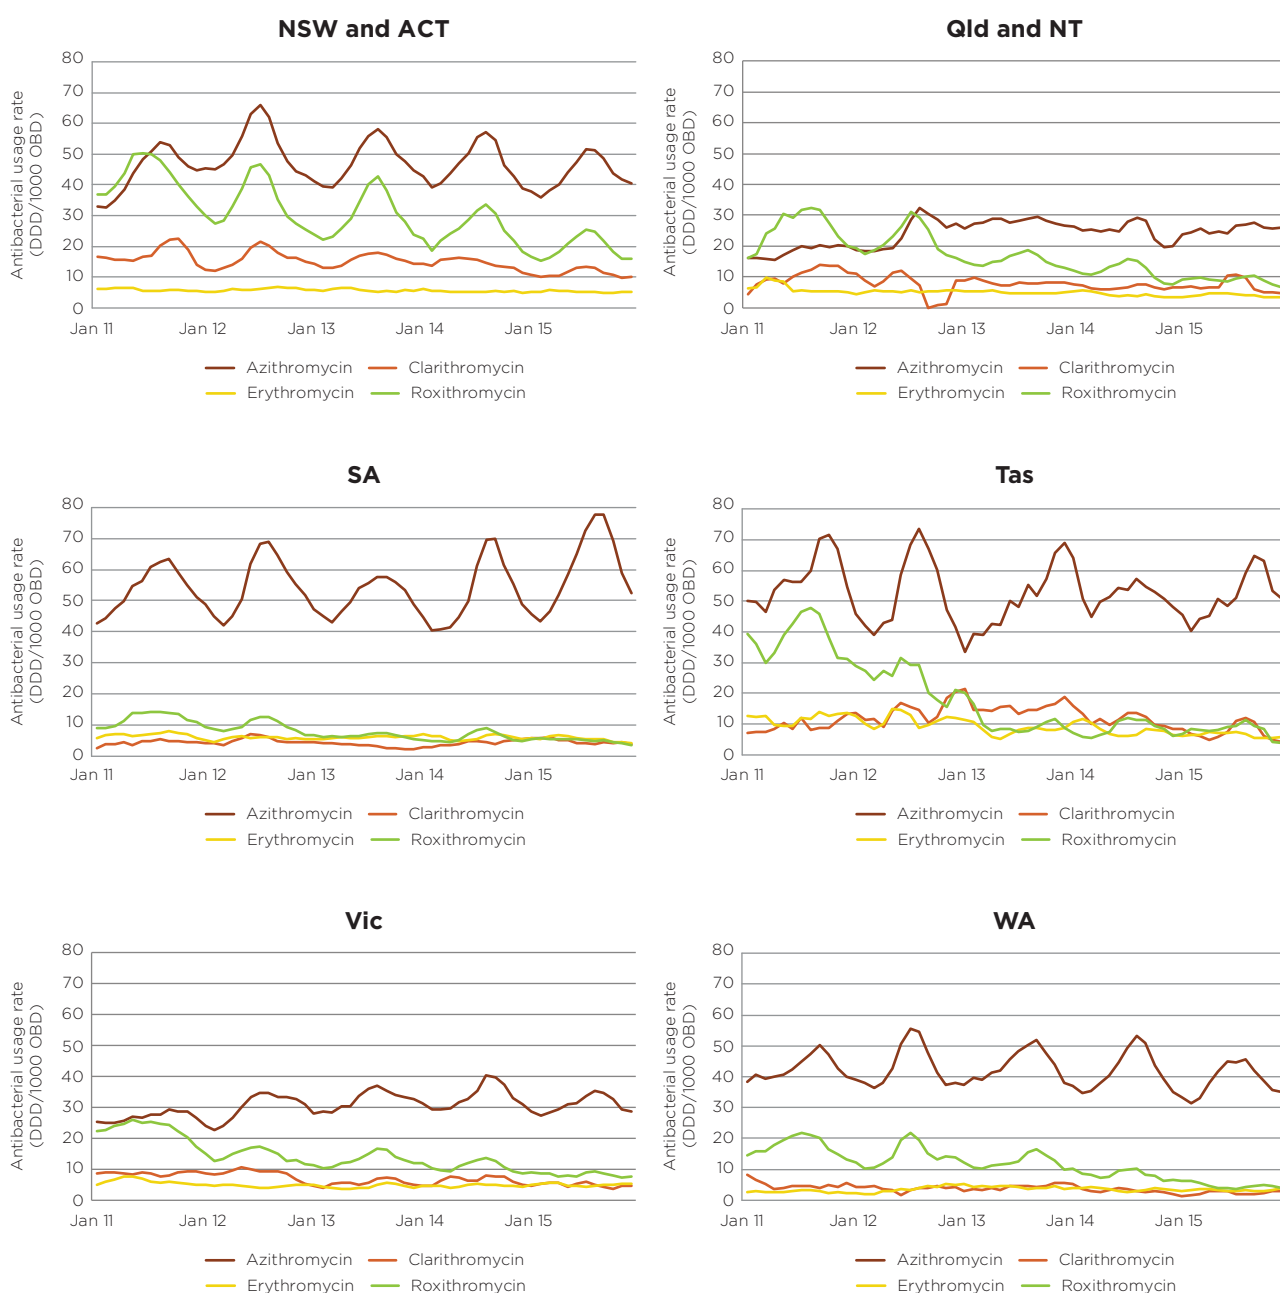 NSW and ACT
Antibacterial usage rate
(DDD/1000 OBD)
80
70
60
50
40
30
20
10
0
Jan 11
Jan 12
Jan 13
Jan 14
Jan 15
Azithromycin
Clarithromycin
Erythromycin
Roxithromycin
Qld and NT
Antibacterial usage rate
(DDD/1000 OBD)
80
70
60
50
40
30
20
10
0
Jan 11
Jan 12
Jan 13
Jan 14
Jan 15
Azithromycin
Clarithromycin
Erythromycin
Roxithromycin
SA
Antibacterial usage rate
(DDD/1000 OBD)
80
70
60
50
40
30
20
10
0
Jan 11
Jan 12
Jan 13
Jan 14
Jan 15
Azithromycin
Clarithromycin
Erythromycin
Roxithromycin
Tas
Antibacterial usage rate
(DDD/1000 OBD)
80
70
60
50
40
30
20
10
0
Jan 11
Jan 12
Jan 13
Jan 14
Jan 15
Azithromycin
Clarithromycin
Erythromycin
Roxithromycin
Vic
Antibacterial usage rate
(DDD/1000 OBD)
80
70
60
50
40
30
20
10
0
Jan 11
Jan 12
Jan 13
Jan 14
Jan 15
Azithromycin
Clarithromycin
Erythromycin
Roxithromycin
WA
Antibacterial usage rate
(DDD/1000 OBD)
80
70
60
50
40
30
20
10
0
Jan 11
Jan 12
Jan 13
Jan 14
Jan 15
Azithromycin
Clarithromycin
Erythromycin
Roxithromycin